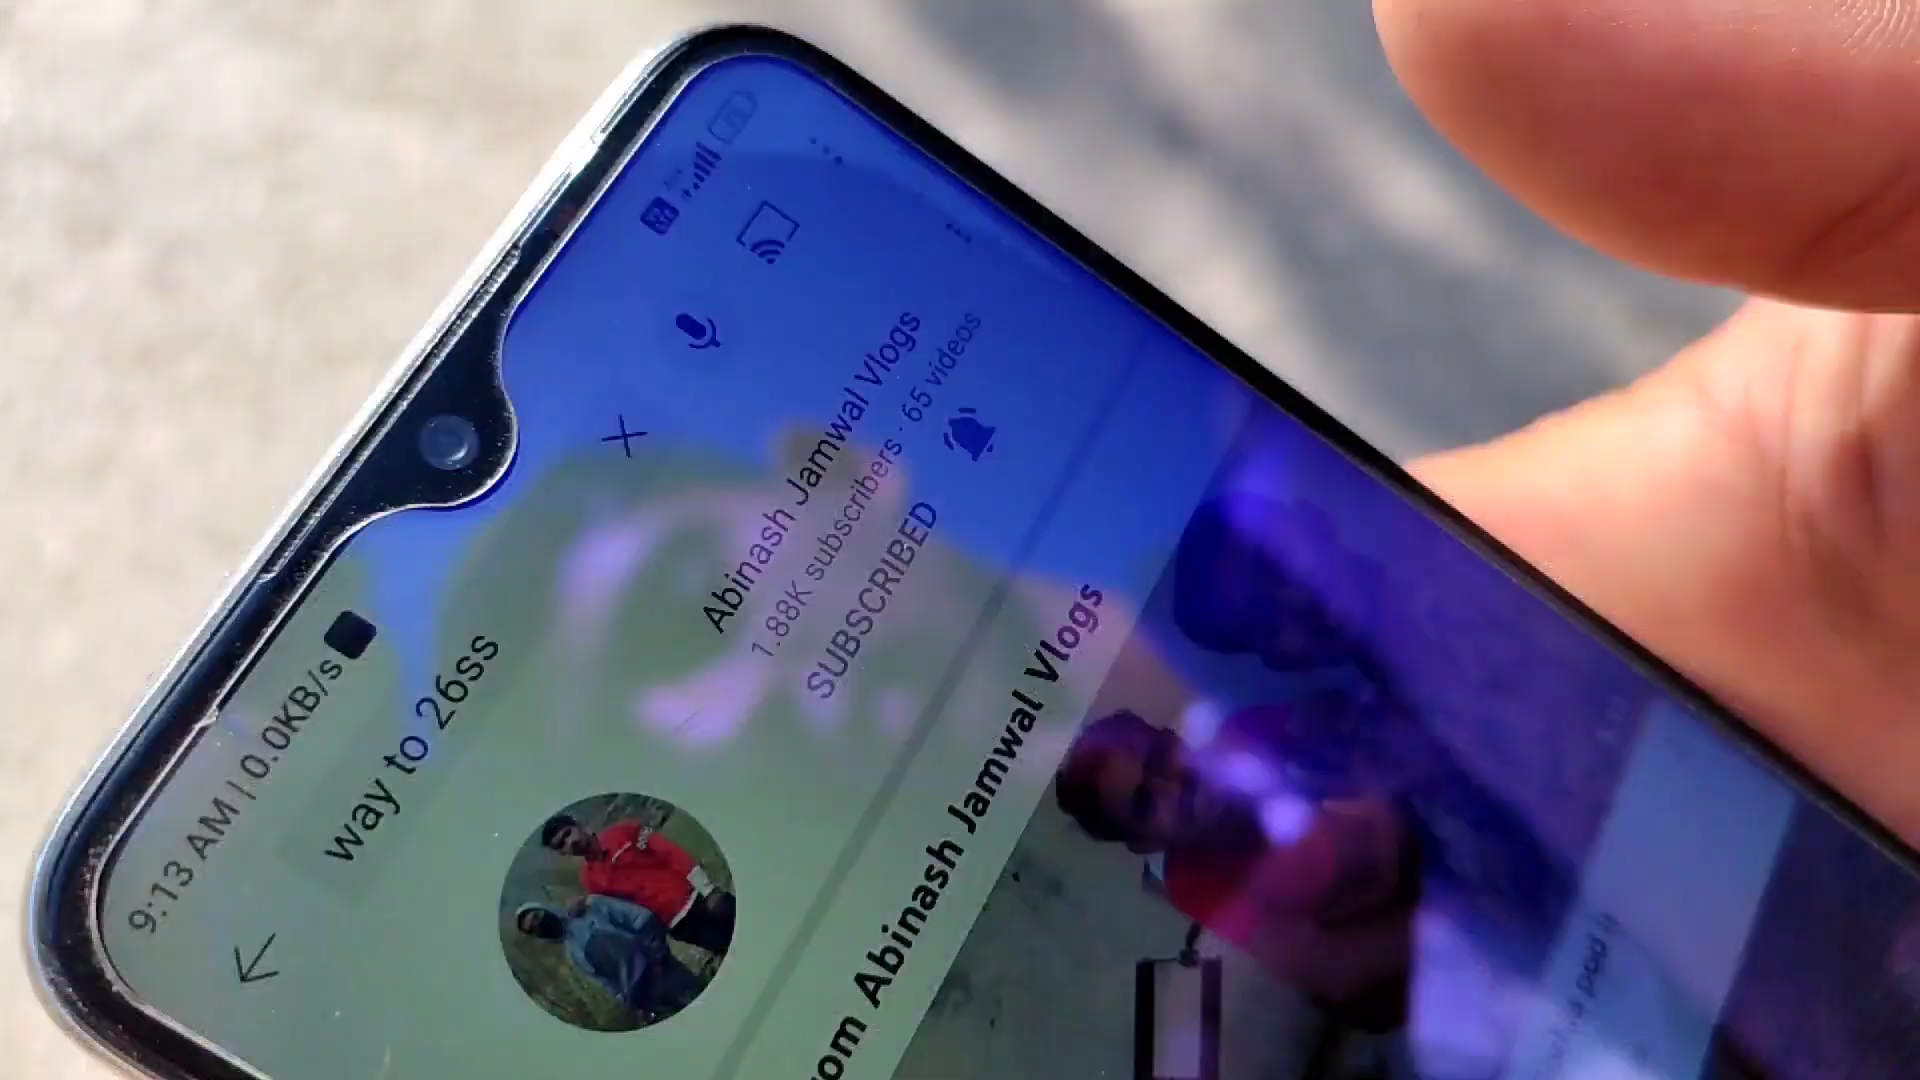 9:13 AM | 0.0KB/s
way to 26ss
Abinash Jamwal Vlogs
1.88K subscribers · 65 videos
SUBSCRIBED
om Abinash Jamwal Vlogs